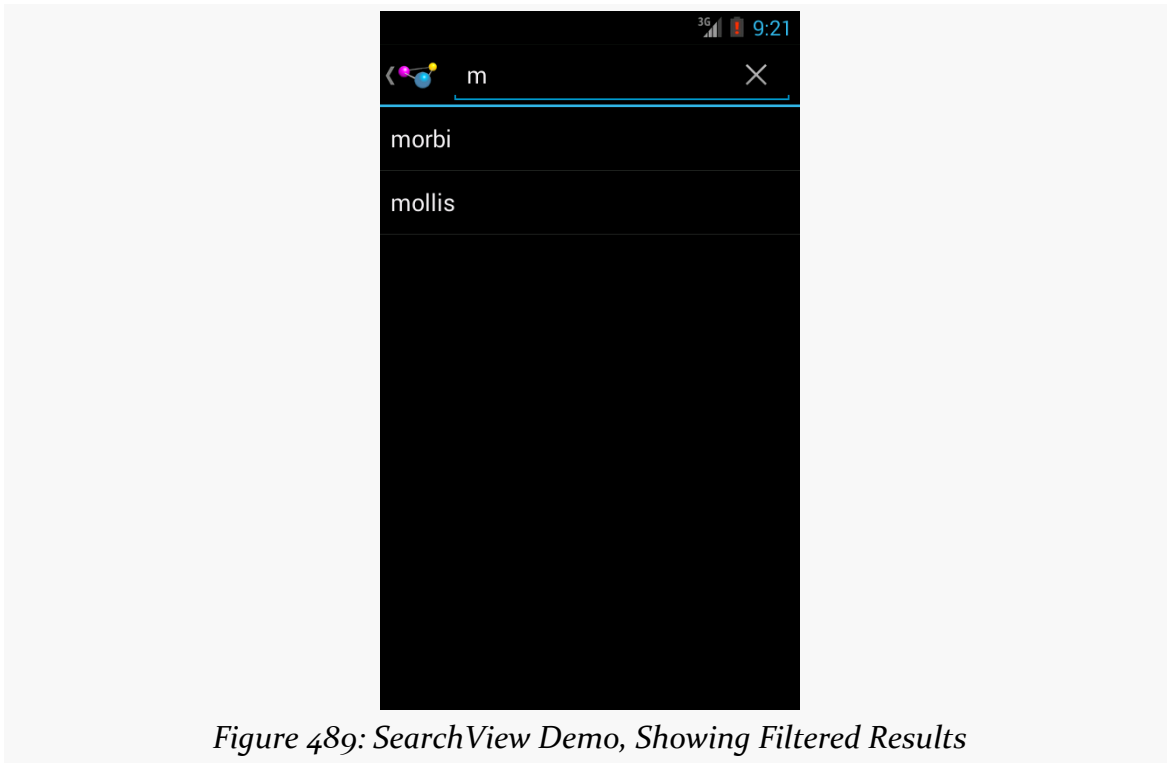 3G 9:21
m
morbi
mollis
Figure 489: SearchView Demo, Showing Filtered Results